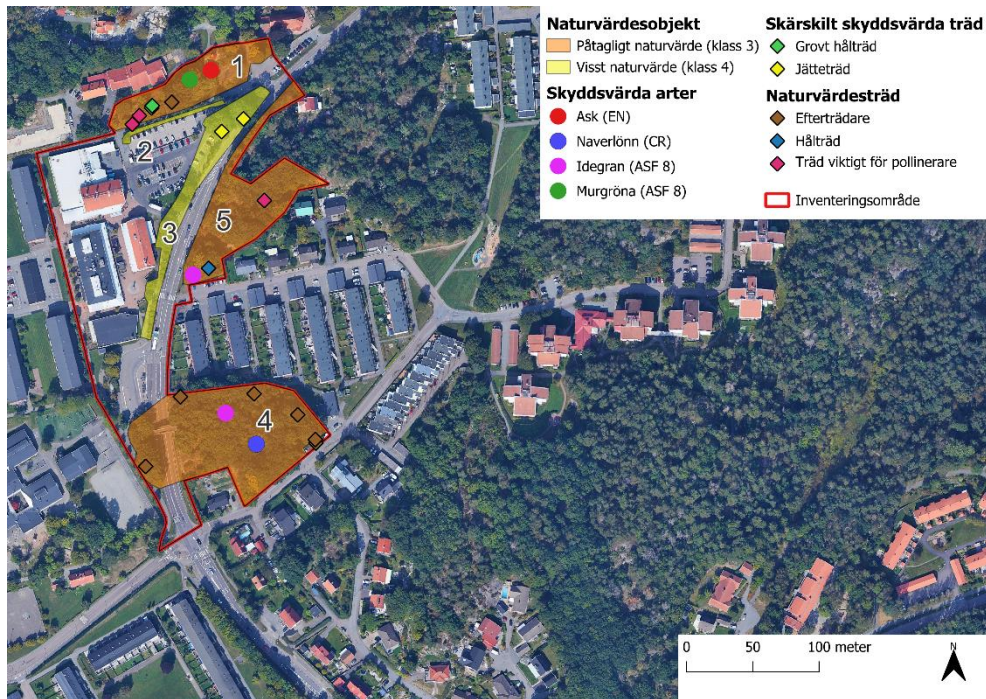 Naturvärdesobjekt
Påtagligt naturvärde (klass 3)
Visst naturvärde (klass 4)
Skyddsvärda arter
Ask (EN)
Naverlönn (CR)
Idegran (ASF 8)
Murgröna (ASF 8)
Skärskilt skyddsvärda träd
Grovt hålträd
Jätteträd
Naturvärdesträd
Efterträdare
Hålträd
Träd viktigt för pollinerare
Inventeringsområde
1
2
3
5
4
0 50 100 meter
N